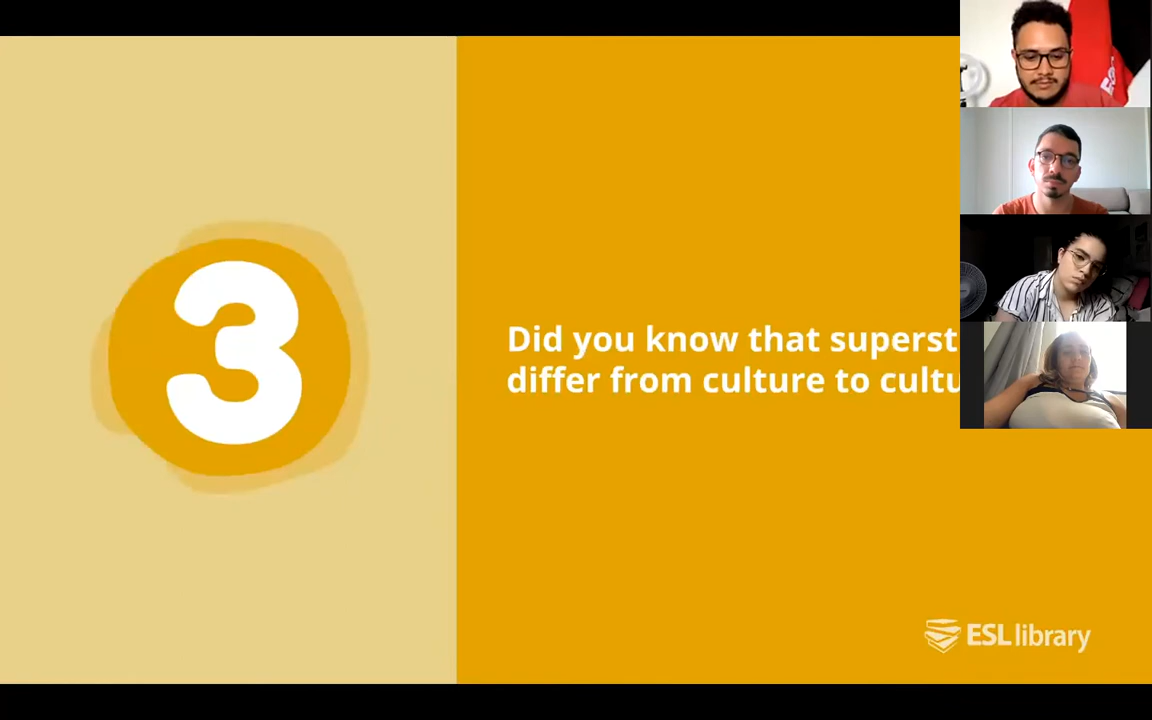 3
Did you know that superst
differ from culture to cultu
ESL library